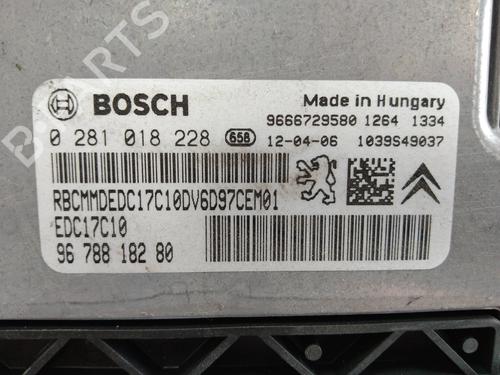 BOSCH
Made in Hungary
9666729580 1264 1334
0 281 018 228 658 12-04-06 1039S49037
RBCMMDEDC17C10DV6D97CEM01
EDC17C10
96 788 182 80